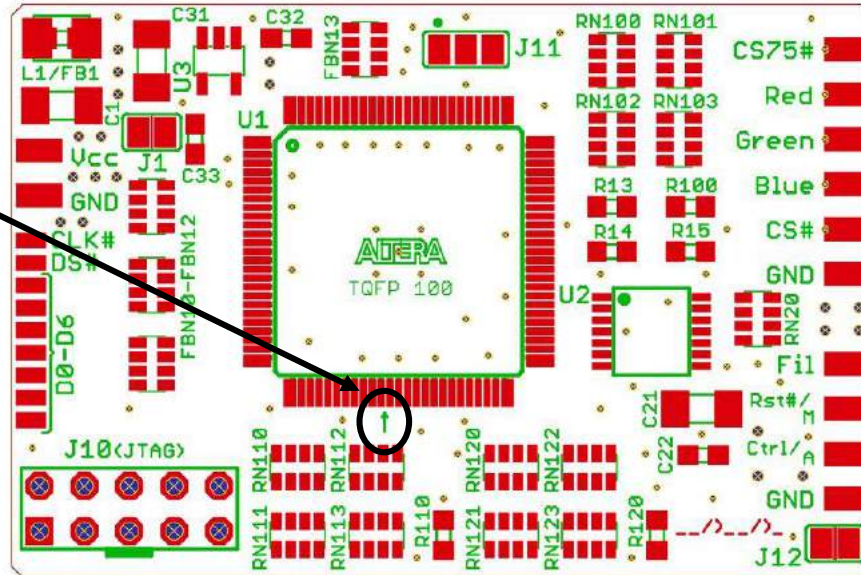 C31
C32
RN100 RN101
L1/FB1
U3
FBN13
J11
CS75#
Red
C1
RN102 RN103
U1
Green
Vcc
J1
C33
Blue
R13 R100
GND
CLK#
R14 R15
CS#
DS#
FBN10-FBN12
ALTERA
TQFP 100
GND
U2
RN20
D0-D6
Fil
C21
Rst#/M
J10(JTAG)
RN110 RN112 RN120 RN122
C22
Ctrl/A
GND
RN111 RN113 R110 RN121 RN123 R120
J12